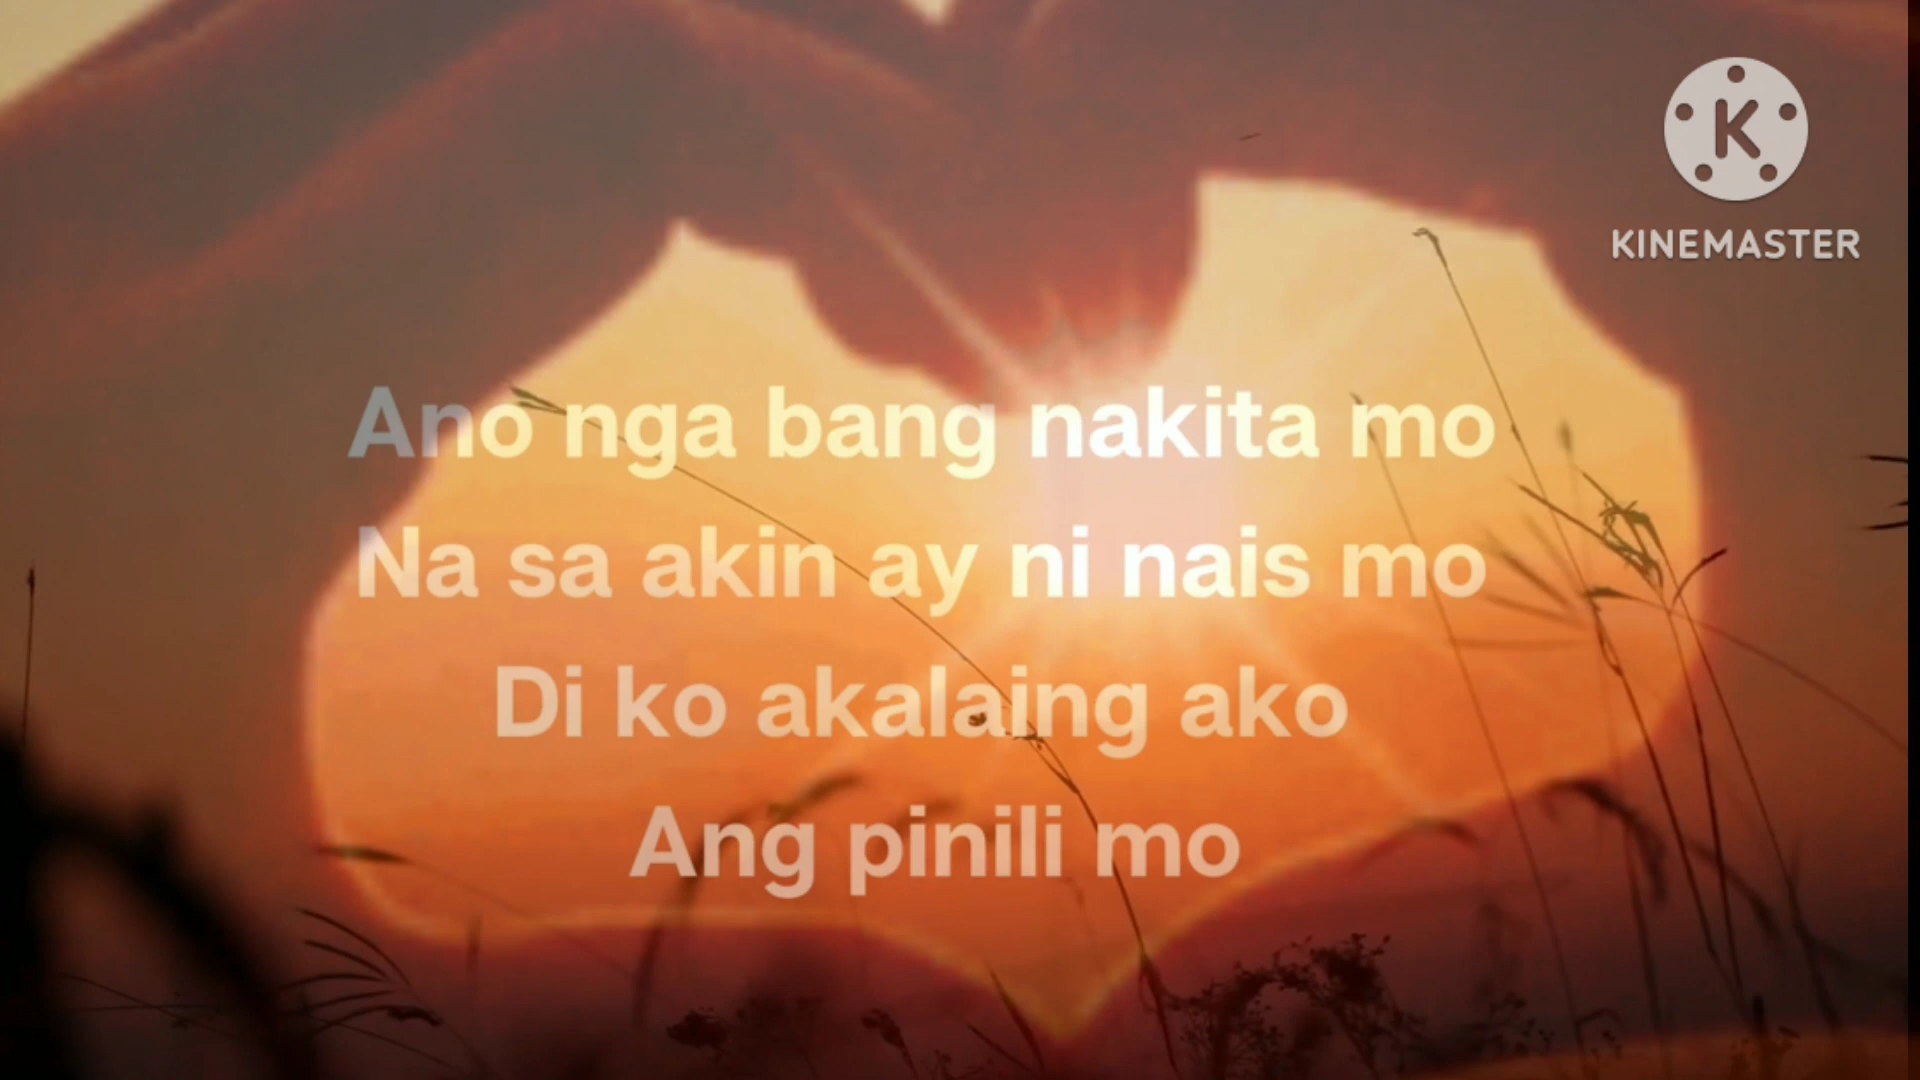 K
KINEMASTER
Ano nga bang nakita mo
Na sa akin ay ni nais mo
Di ko akalaing ako
Ang pinili mo